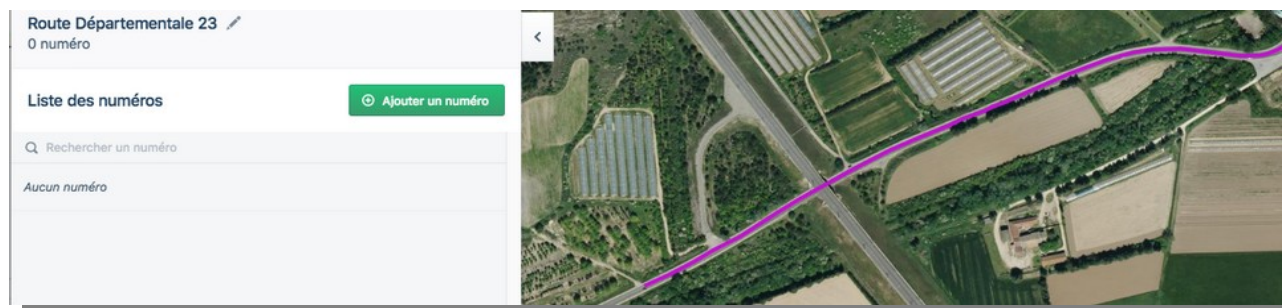 Route Départementale 23
0 numéro
Liste des numéros
Ajouter un numéro
Rechercher un numéro
Aucun numéro